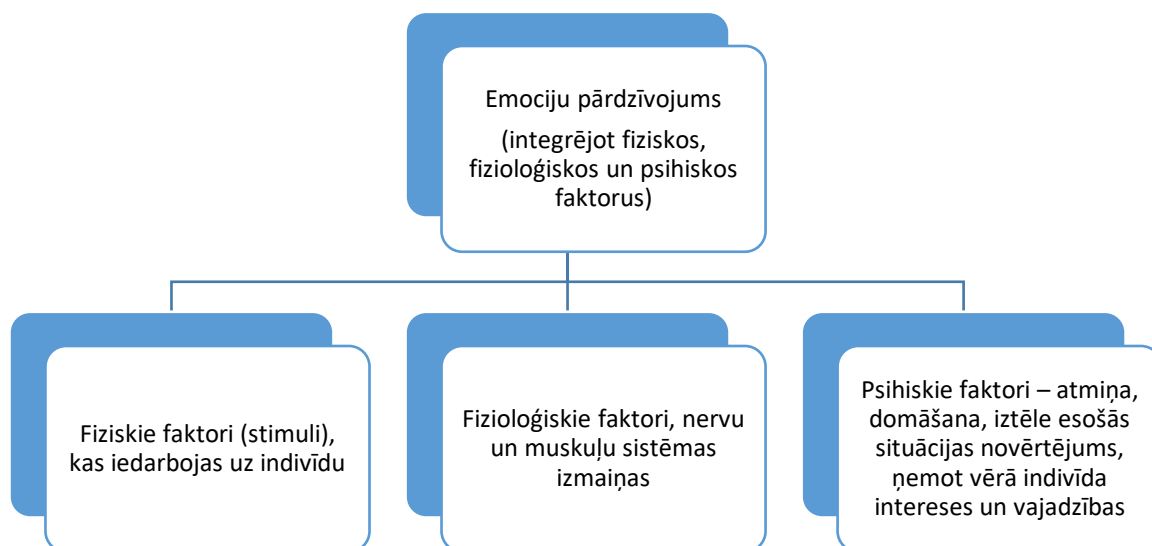 Emociju pārdzīvojums
(integrējot fiziskos,
fizioloģiskos un psihiskos
faktorus)
Fiziskie faktori (stimuli),
kas iedarbojas uz indivīdu
Fizioloģiskie faktori, nervu
un muskuļu sistēmas
izmaiņas
Psihiskie faktori – atmiņa,
domāšana, iztēle esošās
situācijas novērtējums,
ņemot vērā indivīda
intereses un vajadzības